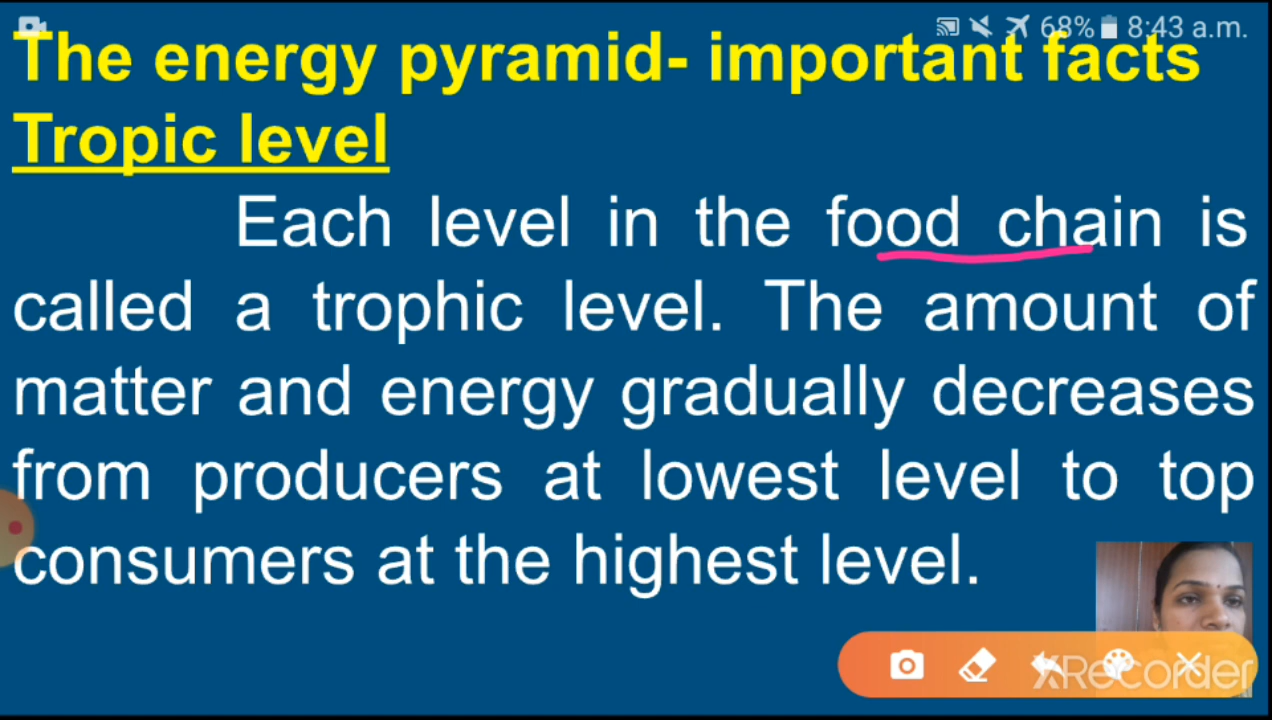 68% 8:43 a.m.
The energy pyramid- important facts
Tropic level
Each level in the food chain is
called a trophic level. The amount of
matter and energy gradually decreases
from producers at lowest level to top
consumers at the highest level.
XRecorder